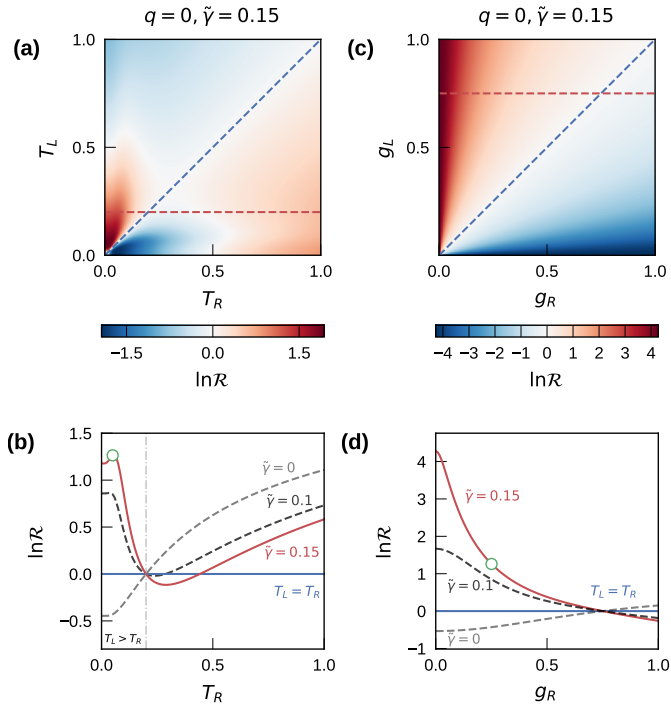 q = 0, γ̃ = 0.15
(a)
1.0
0.5
0.0
T_L
0.0
0.5
1.0
T_R
−1.5
0.0
1.5
lnℛ
q = 0, γ̃ = 0.15
(c)
1.0
0.5
0.0
g_L
0.0
0.5
1.0
g_R
−4
−3
−2
−1
0
1
2
3
4
lnℛ
(b)
1.5
1.0
0.5
0.0
−0.5
lnℛ
γ̃ = 0
γ̃ = 0.1
γ̃ = 0.15
T_L = T_R
T_L > T_R
0.0
0.5
1.0
T_R
(d)
4
3
2
1
0
−1
lnℛ
γ̃ = 0.15
γ̃ = 0.1
T_L = T_R
γ̃ = 0
0.0
0.5
1.0
g_R